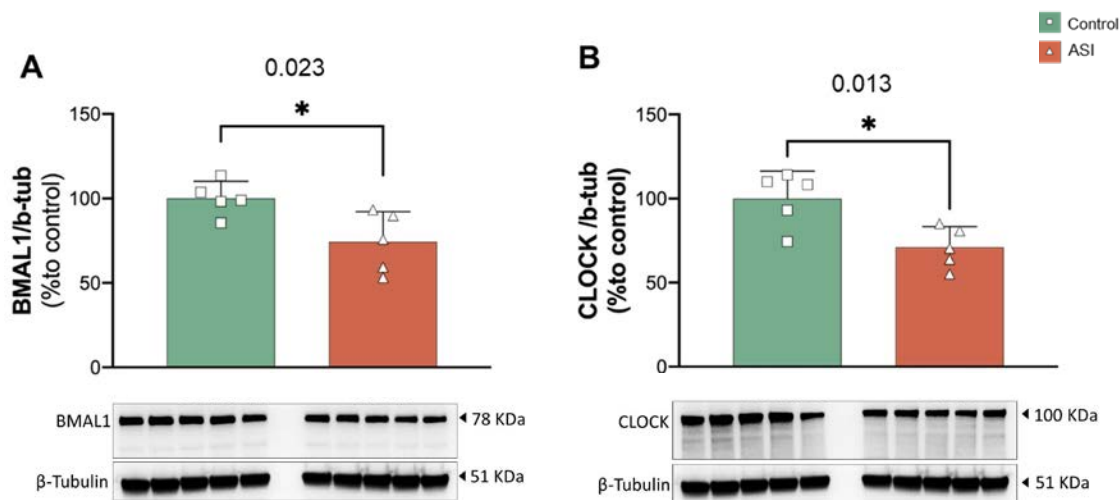 Control
ASI
A
0.023
*
150
100
50
0
BMAL1/b-tub
(%to control)
BMAL1
◄ 78 KDa
β-Tubulin
◄ 51 KDa
B
0.013
*
150
100
50
0
CLOCK /b-tub
(%to control)
CLOCK
◄ 100 KDa
β-Tubulin
◄ 51 KDa